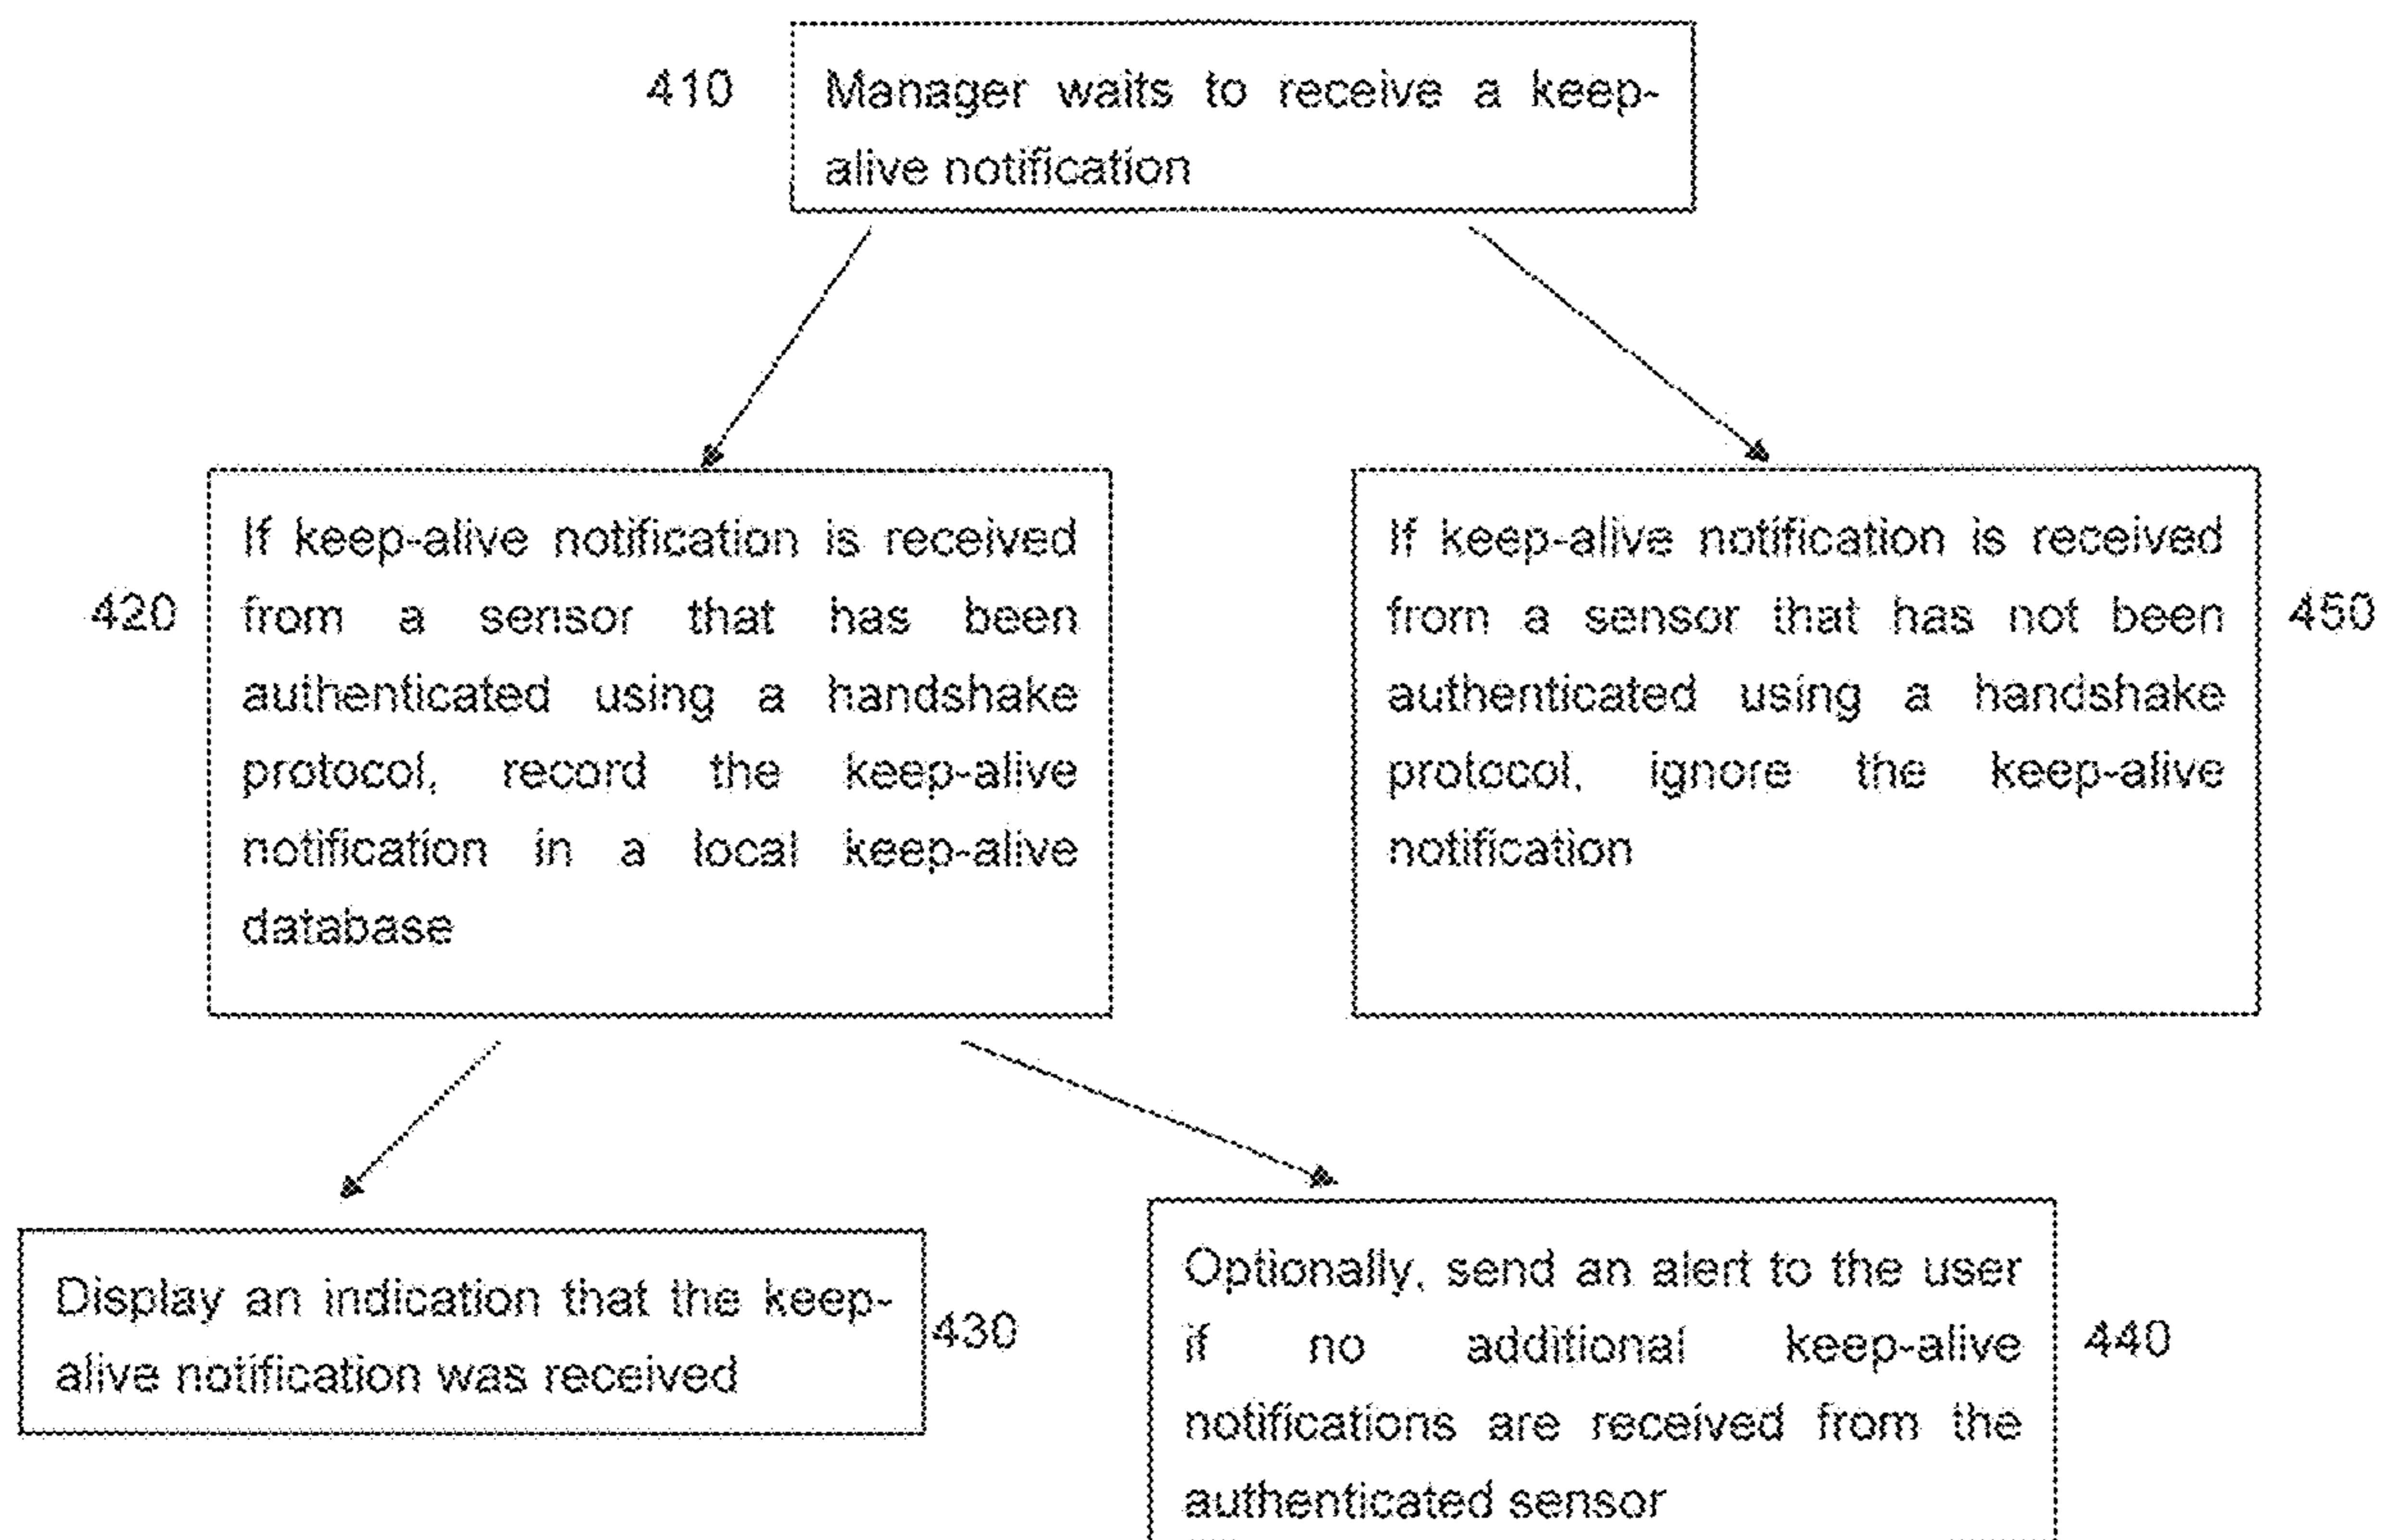 410
Manager waits to receive a keep-
alive notification
420
If keep-alive notification is received
from a sensor that has been
authenticated using a handshake
protocol, record the keep-alive
notification in a local keep-alive
database
If keep-alive notification is received
from a sensor that has not been
authenticated using a handshake
protocol, ignore the keep-alive
notification
450
Display an indication that the keep-
alive notification was received
430
Optionally, send an alert to the user
if no additional keep-alive
notifications are received from the
authenticated sensor
440